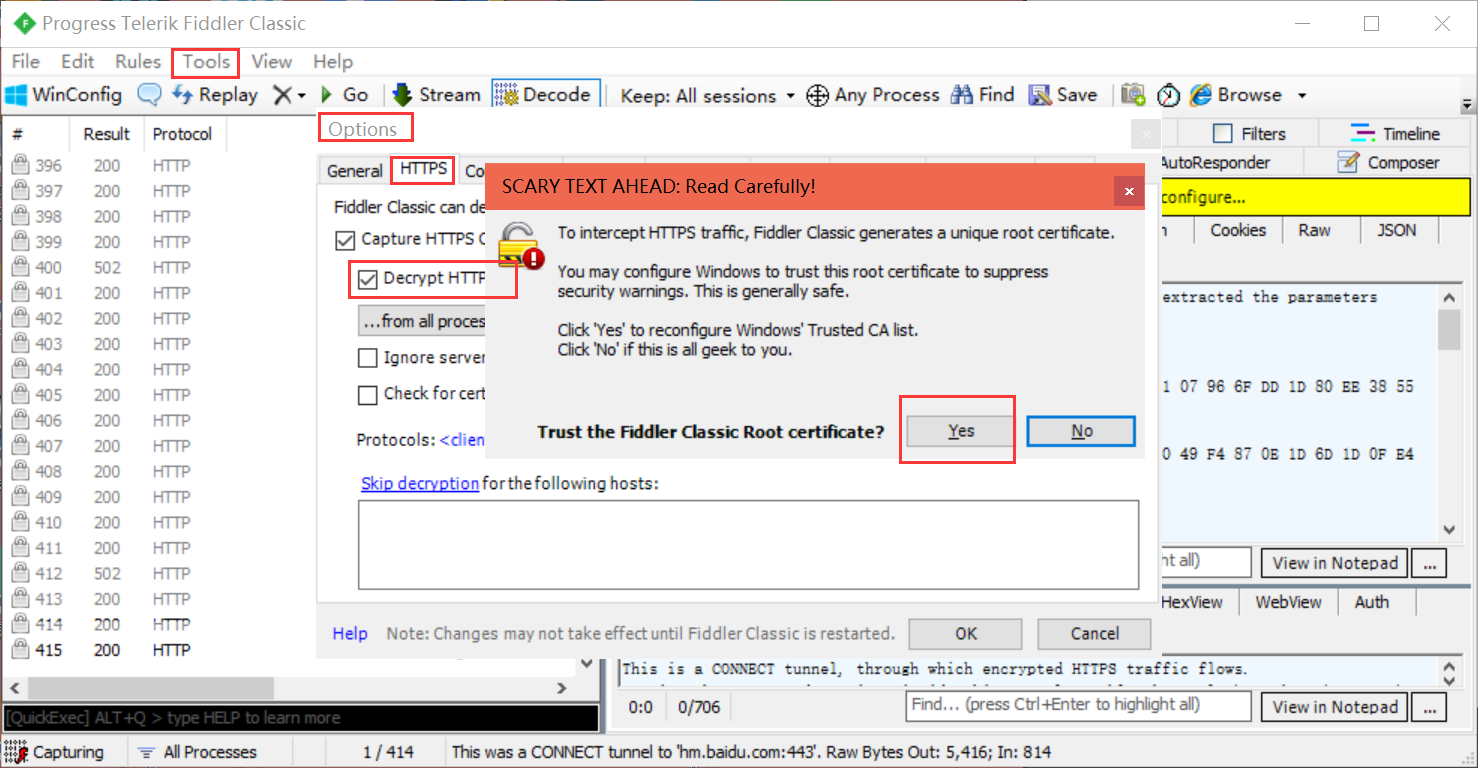 Progress Telerik Fiddler Classic
File Edit Rules Tools View Help
WinConfig Replay Go Stream Decode Keep: All sessions Any Process Find Save Browse
# Result Protocol
396 200 HTTP
397 200 HTTP
398 200 HTTP
399 200 HTTP
400 502 HTTP
401 200 HTTP
402 200 HTTP
403 200 HTTP
404 200 HTTP
405 200 HTTP
406 200 HTTP
407 200 HTTP
408 200 HTTP
409 200 HTTP
410 200 HTTP
411 200 HTTP
412 502 HTTP
413 200 HTTP
414 200 HTTP
415 200 HTTP
[QuickExec] ALT+Q > type HELP to learn more
Options
General HTTPS Co
Fiddler Classic can de
Capture HTTPS C
Decrypt HTTP
...from all proces
Ignore server
Check for cert
Protocols: <clien
Skip decryption for the following hosts:
Help Note: Changes may not take effect until Fiddler Classic is restarted. OK Cancel
SCARY TEXT AHEAD: Read Carefully!
To intercept HTTPS traffic, Fiddler Classic generates a unique root certificate.
You may configure Windows to trust this root certificate to suppress
security warnings. This is generally safe.
Click 'Yes' to reconfigure Windows' Trusted CA list.
Click 'No' if this is all geek to you.
Trust the Fiddler Classic Root certificate? Yes No
Filters Timeline
AutoResponder Composer
configure...
n Cookies Raw JSON
extracted the parameters
1 07 96 6F DD 1D 80 EE 38 55
0 49 F4 87 0E 1D 6D 1D 0F E4
ht all) View in Notepad ...
HexView WebView Auth
This is a CONNECT tunnel, through which encrypted HTTPS traffic flows.
0:0 0/706 Find... (press Ctrl+Enter to highlight all) View in Notepad ...
Capturing All Processes 1 / 414 This was a CONNECT tunnel to 'hm.baidu.com:443'. Raw Bytes Out: 5,416; In: 814